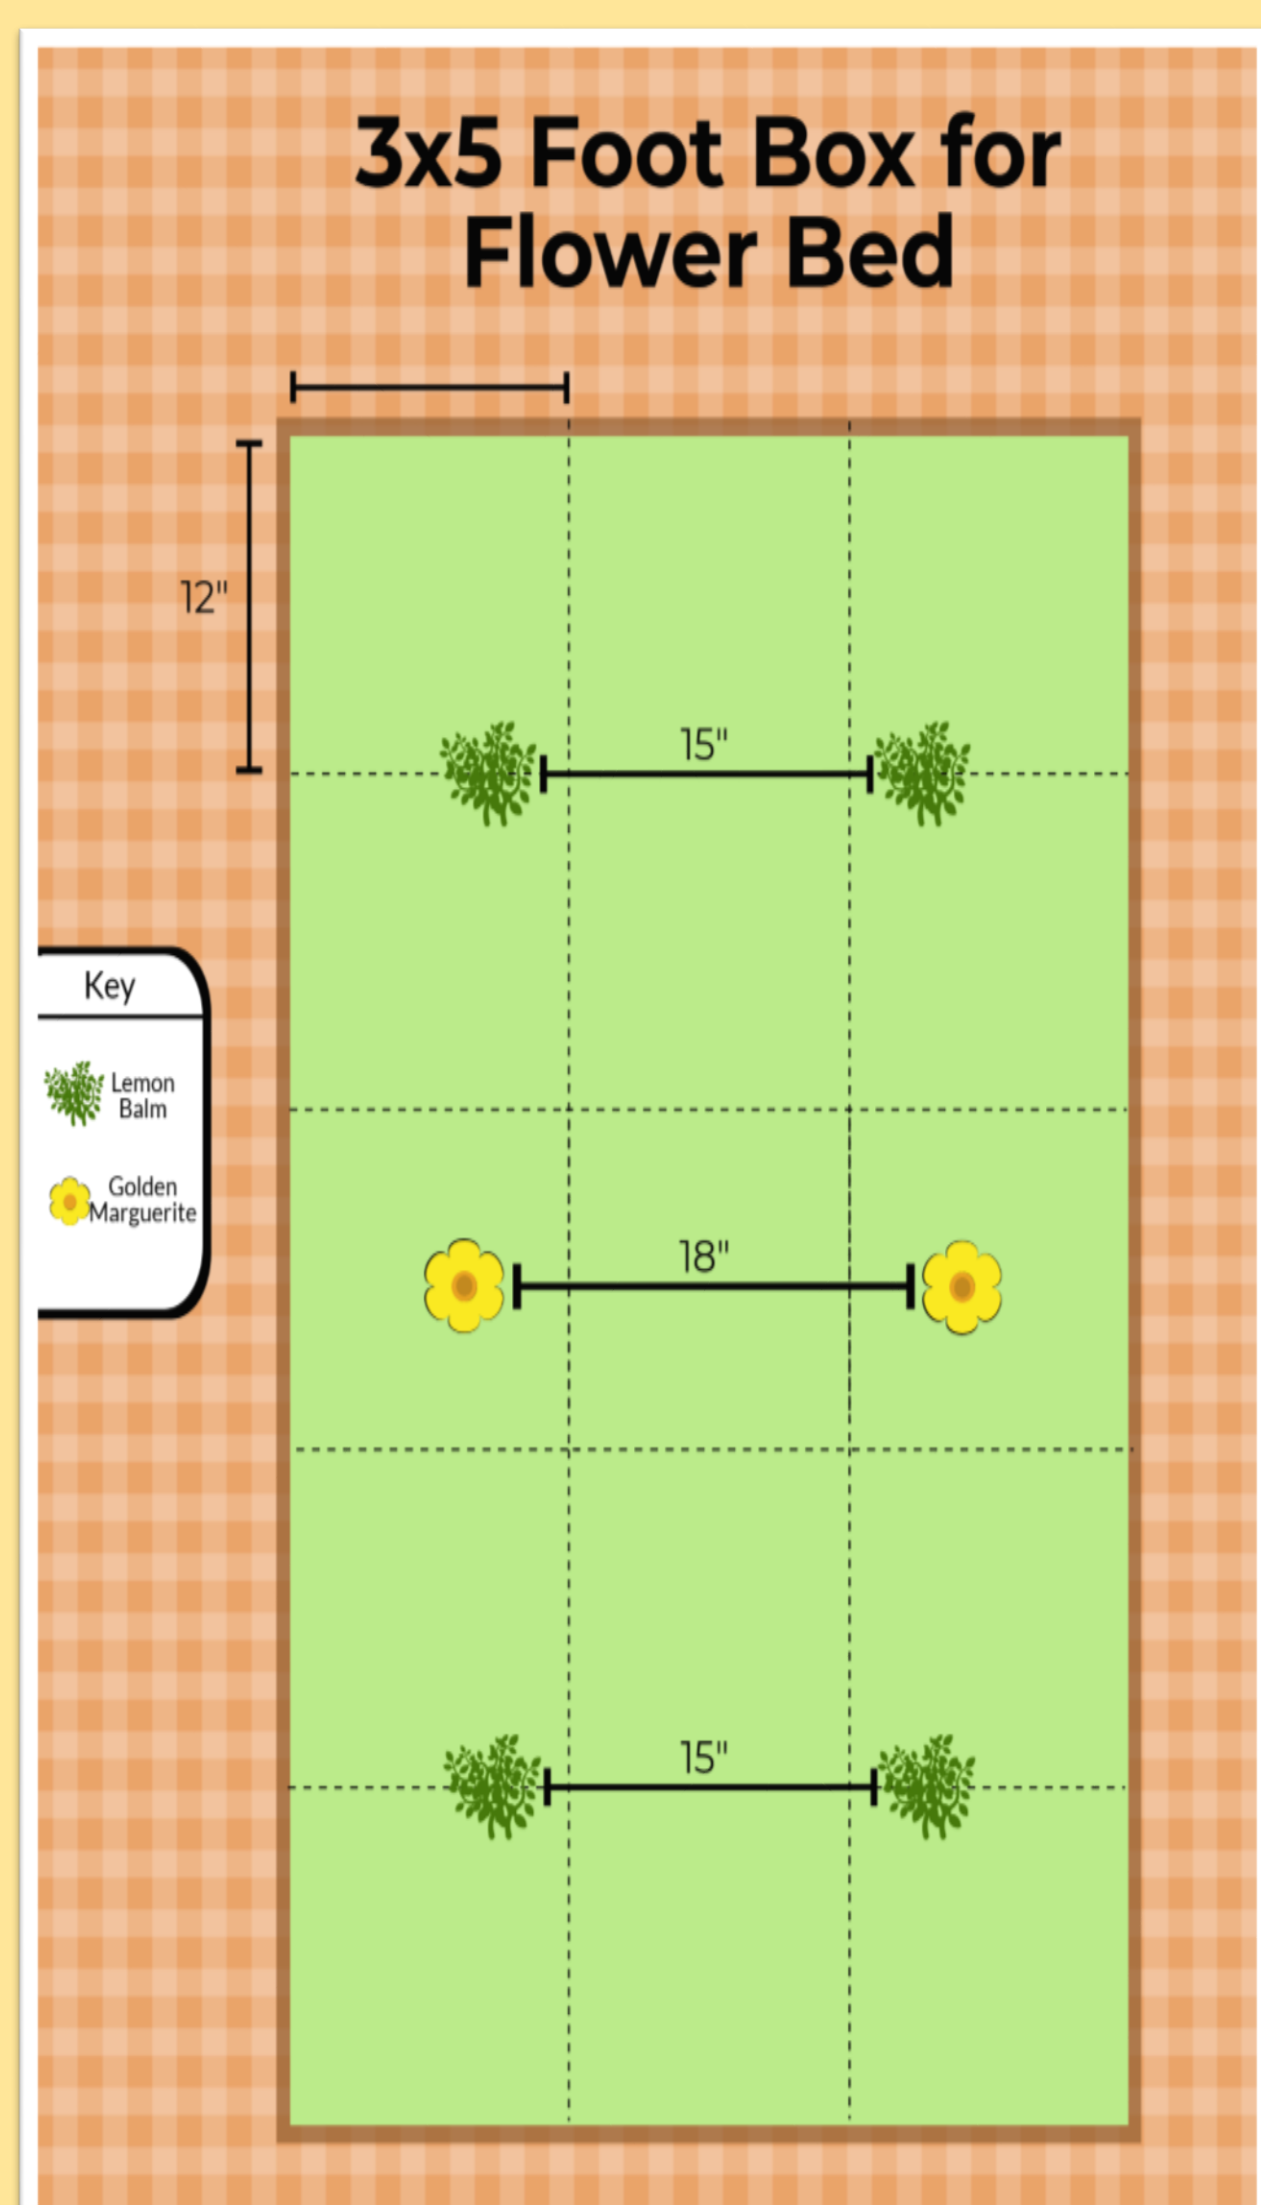 3x5 Foot Box for
Flower Bed
12"
15"
Key
Lemon
Balm
Golden
Marguerite
18"
15"